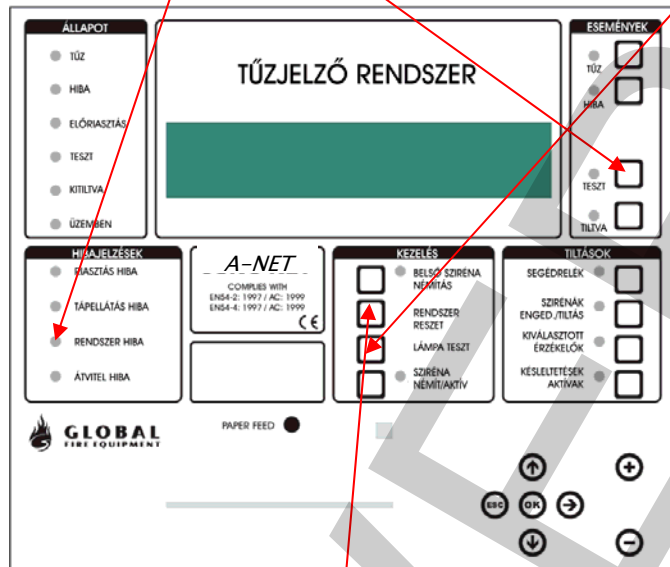 ÁLLAPOT
TŰZ
HIBA
ELŐRIASZTÁS
TESZT
KITILTVA
ÜZEMBEN
TŰZJELZŐ RENDSZER
ESEMÉNYEK
TŰZ
HIBA
TESZT
TILTVA
HIBAJELZÉSEK
RIASZTÁS HIBA
TÁPELLÁTÁS HIBA
RENDSZER HIBA
ÁTVITEL HIBA
A-NET
COMPLIES WITH
EN54-2: 1997 / AC: 1999
EN54-4: 1997 / AC: 1999
CE
KEZELÉS
BELSŐ SZIRÉNA
NÉMÍTÁS
RENDSZER
RESZET
LÁMPA TESZT
SZIRÉNA
NÉMÍT/AKTÍV
TILTÁSOK
SEGÉDRELÉK
SZIRÉNÁK
ENGED./TILTÁS
KIVÁLASZTOTT
ÉRZÉKELŐK
KÉSLELTETÉSEK
AKTÍVAK
GLOBAL
FIRE EQUIPMENT
PAPER FEED
ESC
OK